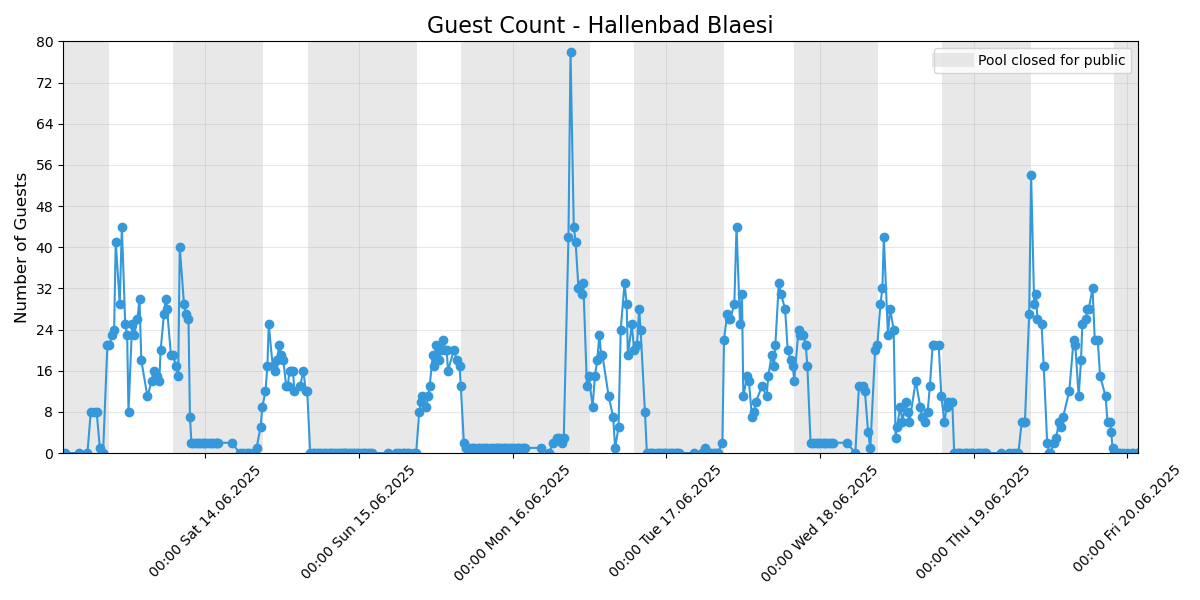 Guest Count - Hallenbad Blaesi
Pool closed for public
Number of Guests
80
72
64
56
48
40
32
24
16
8
0
00:00 Sat 14.06.2025
00:00 Sun 15.06.2025
00:00 Mon 16.06.2025
00:00 Tue 17.06.2025
00:00 Wed 18.06.2025
00:00 Thu 19.06.2025
00:00 Fri 20.06.2025